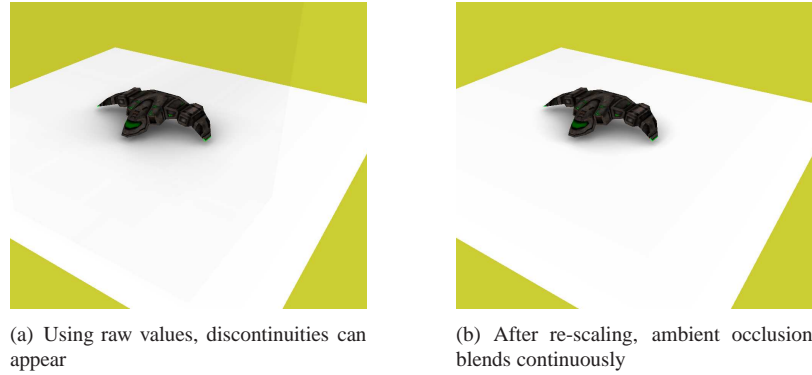 (a) Using raw values, discontinuities can
appear
(b) After re-scaling, ambient occlusion
blends continuously